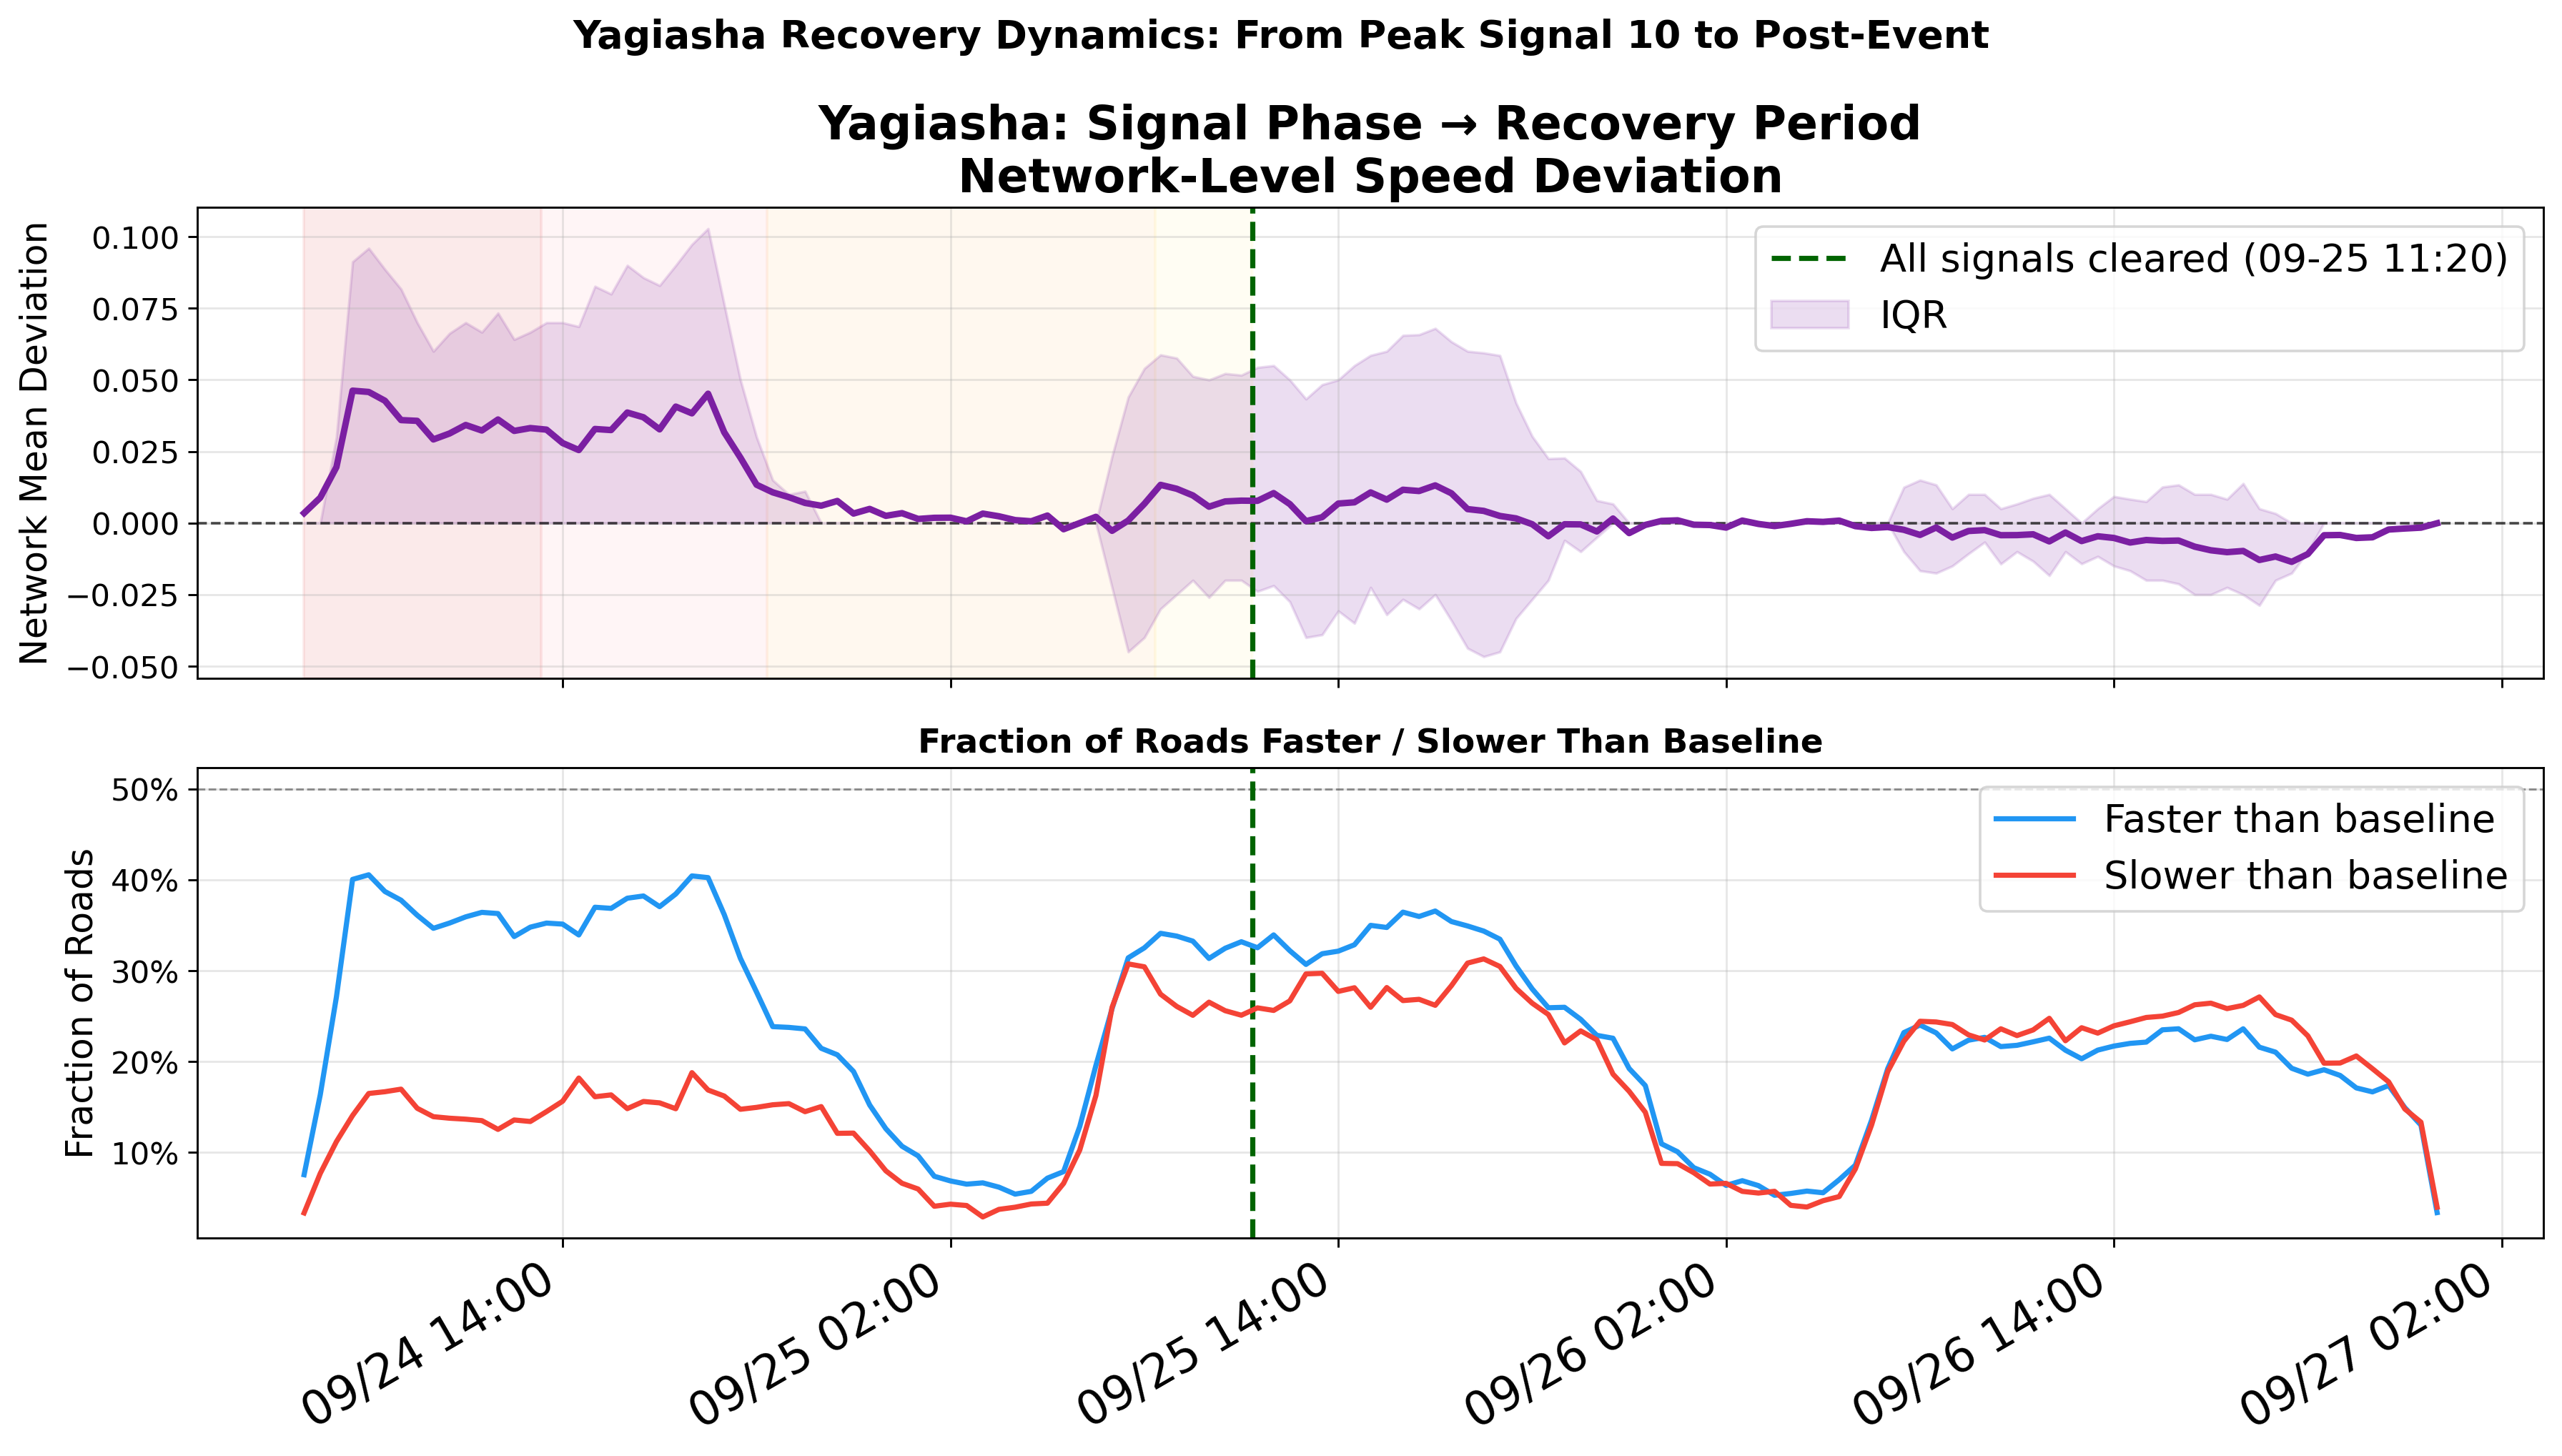 Yagiasha Recovery Dynamics: From Peak Signal 10 to Post-Event
Yagiasha: Signal Phase → Recovery Period
Network-Level Speed Deviation
Network Mean Deviation
0.100
0.075
0.050
0.025
0.000
−0.025
−0.050
All signals cleared (09-25 11:20)
IQR
Fraction of Roads Faster / Slower Than Baseline
Fraction of Roads
50%
40%
30%
20%
10%
Faster than baseline
Slower than baseline
09/24 14:00
09/25 02:00
09/25 14:00
09/26 02:00
09/26 14:00
09/27 02:00